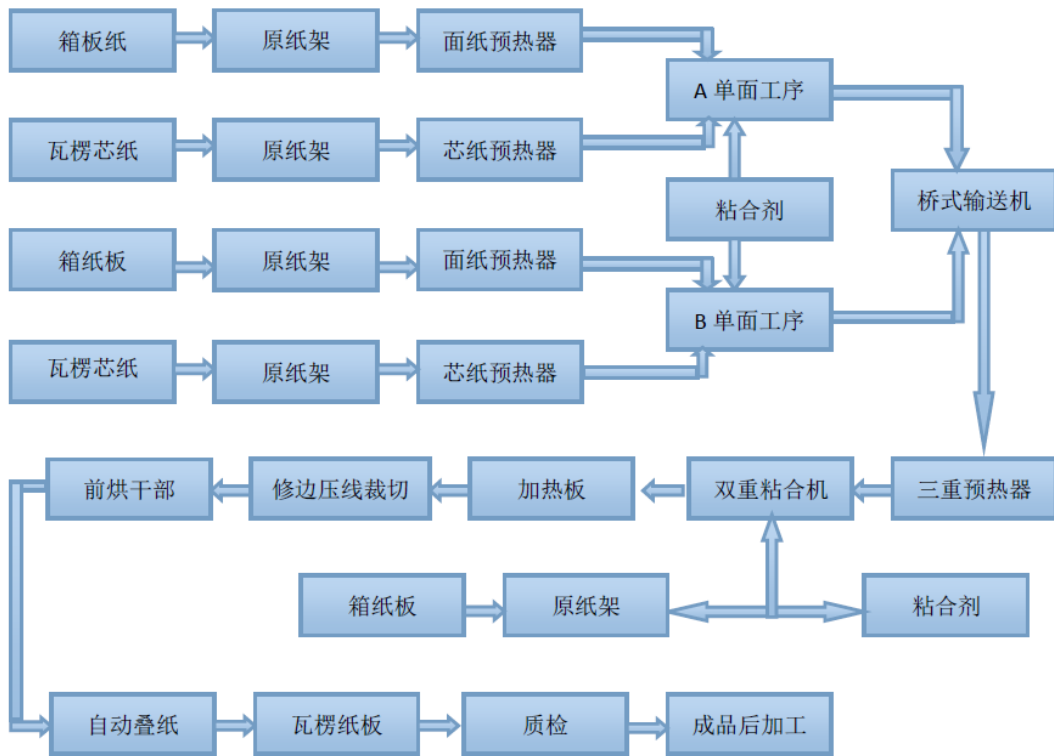 箱板纸
原纸架
面纸预热器
A 单面工序
瓦楞芯纸
原纸架
芯纸预热器
粘合剂
桥式输送机
箱纸板
原纸架
面纸预热器
B 单面工序
瓦楞芯纸
原纸架
芯纸预热器
前烘干部
修边压线裁切
加热板
双重粘合机
三重预热器
箱纸板
原纸架
粘合剂
自动叠纸
瓦楞纸板
质检
成品后加工